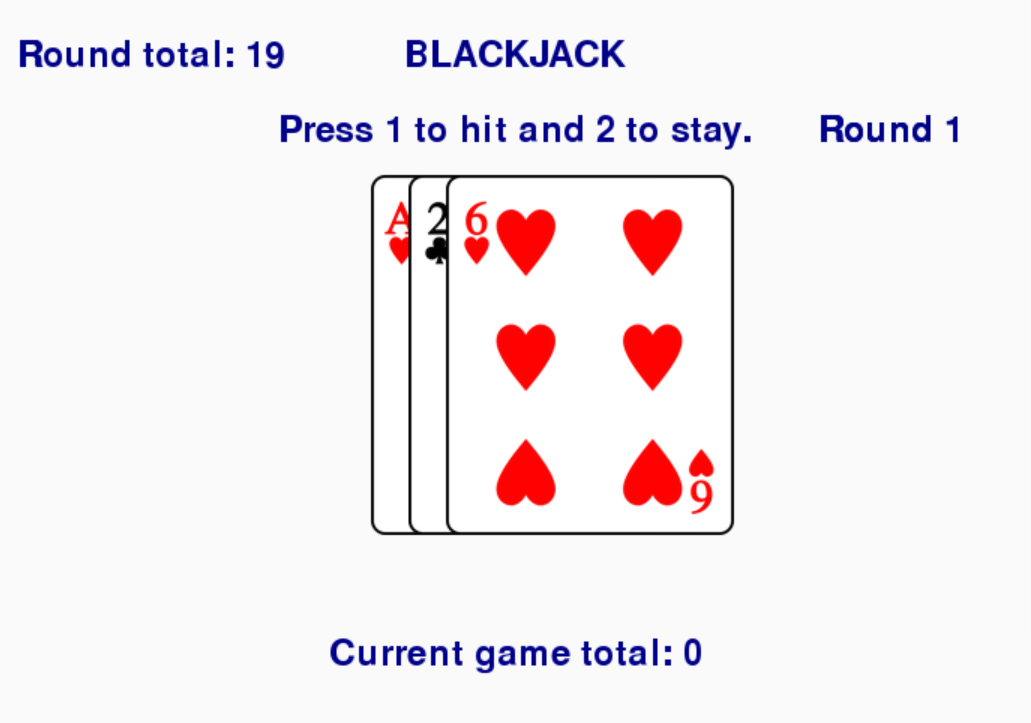 Round total: 19 BLACKJACK
Press 1 to hit and 2 to stay. Round 1
A 2 6
6
Current game total: 0